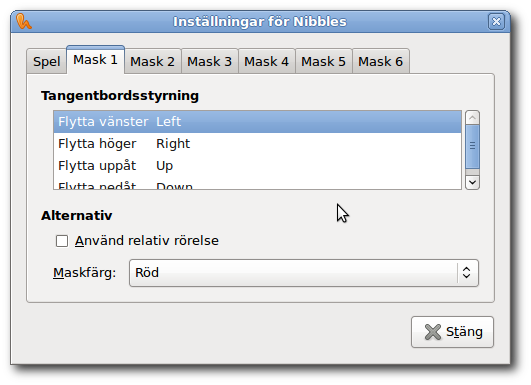 Inställningar för Nibbles
Spel Mask 1 Mask 2 Mask 3 Mask 4 Mask 5 Mask 6
Tangentbordsstyrning
Flytta vänster Left
Flytta höger Right
Flytta uppåt Up
Flytta nedåt Down
Alternativ
Använd relativ rörelse
Maskfärg: Röd
Stäng